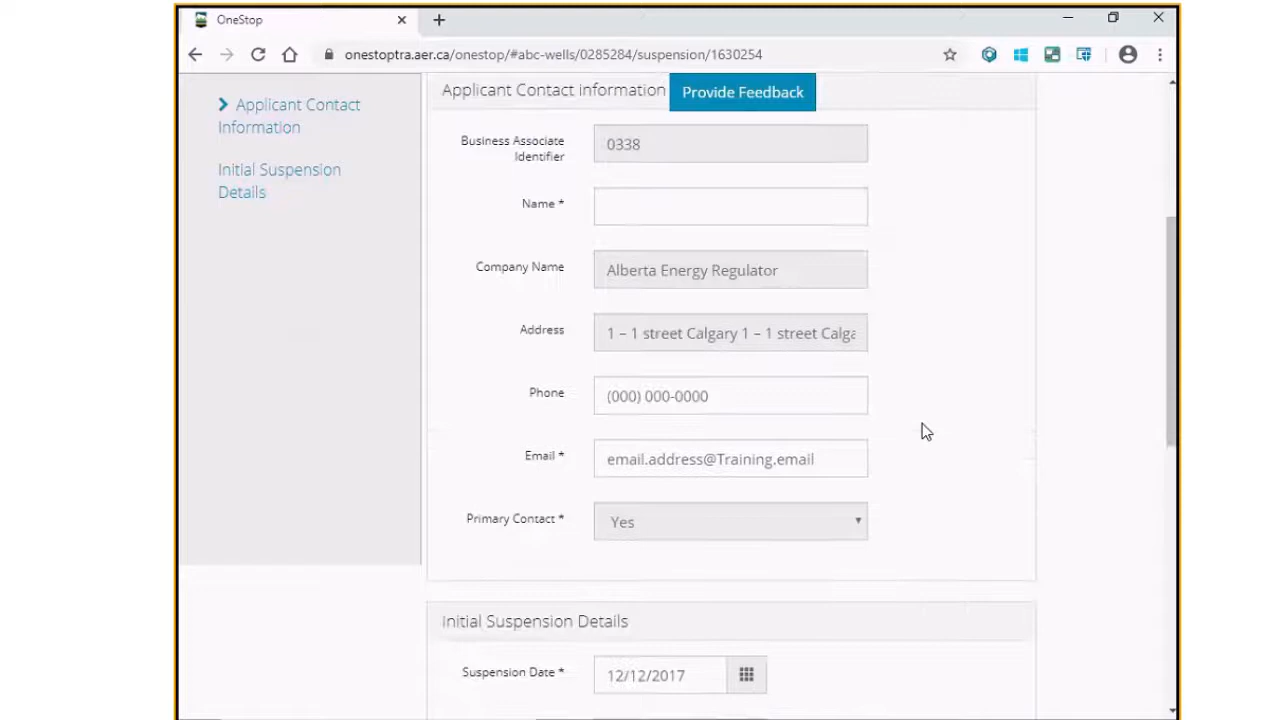 OneStop
onestoptra.aer.ca/onestop/#abc-wells/0285284/suspension/1630254
Applicant Contact
Information
Initial Suspension
Details
Applicant Contact Information
Provide Feedback
Business Associate
Identifier
0338
Name *
Company Name
Alberta Energy Regulator
Address
1 – 1 street Calgary 1 – 1 street Calga
Phone
(000) 000-0000
Email *
email.address@Training.email
Primary Contact *
Yes
Initial Suspension Details
Suspension Date *
12/12/2017